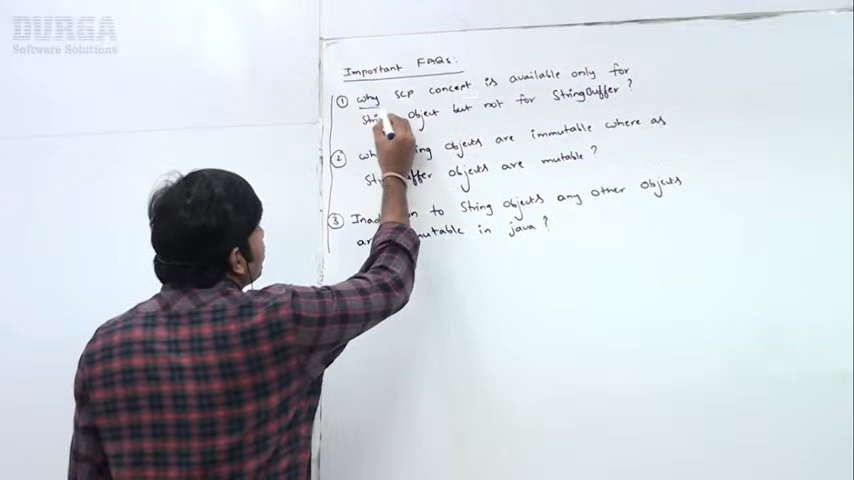 DURGA
Software Solutions
Important FAQs:
① why SCP concept is available only for
object but not for StringBuffer?
② objects are immutable where as
objects are mutable?
③ to String objects any other objects
in java?